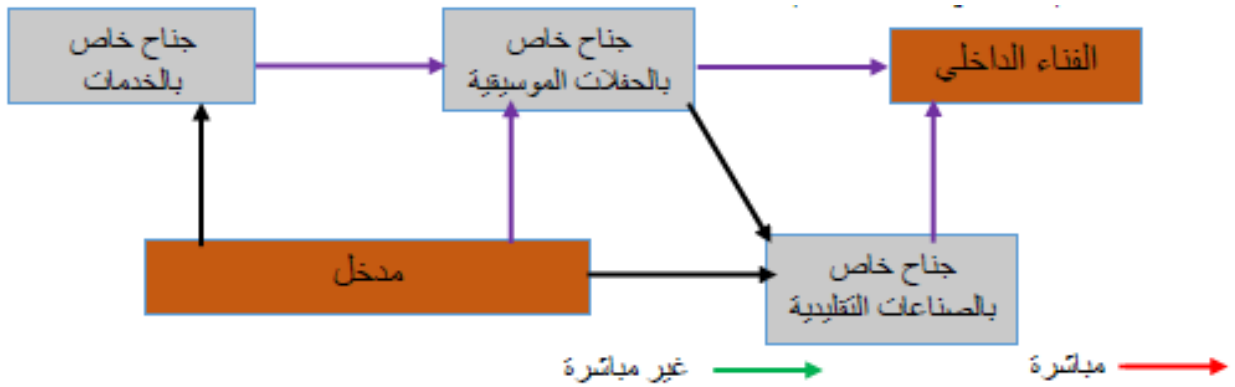 جناح خاص
بالخدمات
جناح خاص
بالحفلات الموسيقية
الفناء الداخلي
مدخل
جناح خاص
بالصناعات التقليدية
غير مباشرة
مباشرة